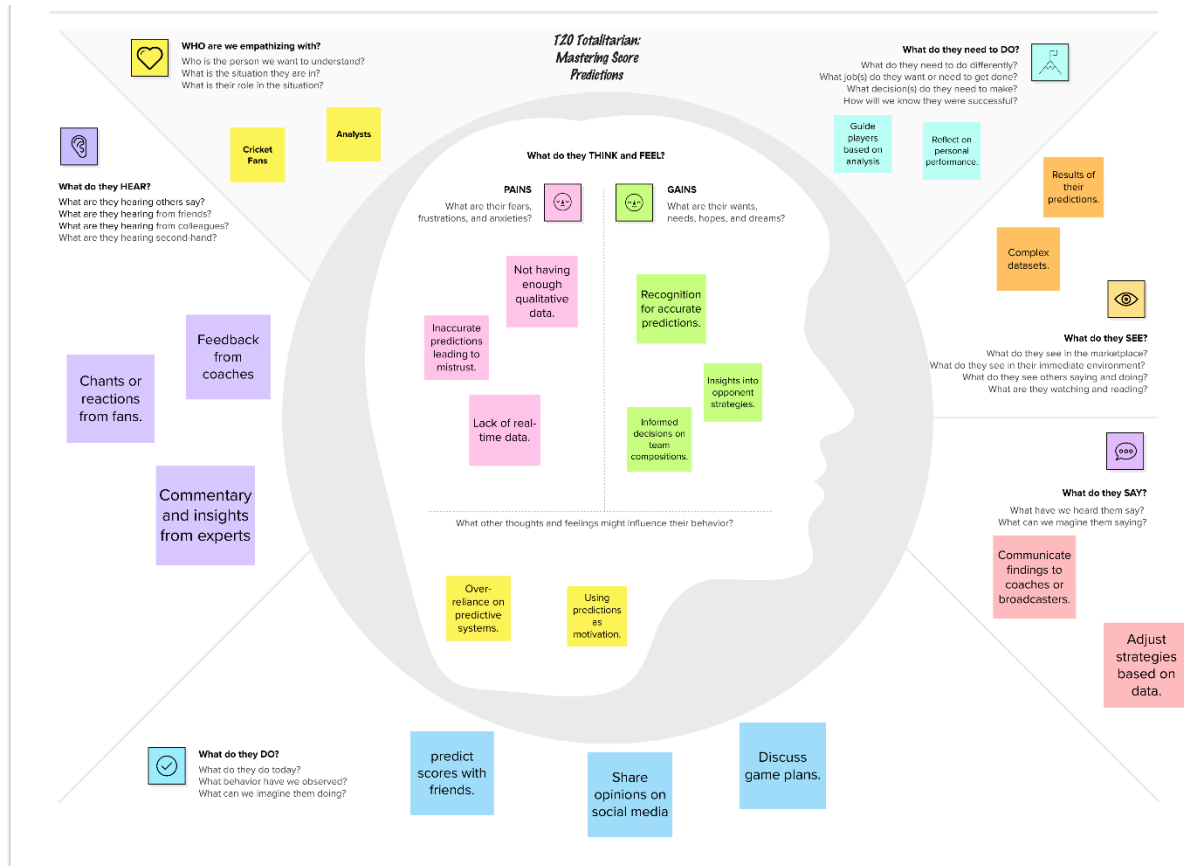 T20 Totalitarian:
Mastering Score
Predictions
WHO are we empathizing with?
Who is the person we want to understand?
What is the situation they are in?
What is their role in the situation?
Cricket
Fans
Analysts
What do they need to DO?
What do they need to do differently?
What job(s) do they want or need to get done?
What decision(s) do they need to make?
How will we know they were successful?
Guide
players
based on
analysis
Reflect on
personal
performance.
What do they HEAR?
What are they hearing others say?
What are they hearing from friends?
What are they hearing from colleagues?
What are they hearing second-hand?
Chants or
reactions
from fans.
Feedback
from
coaches
Commentary
and insights
from experts
What do they THINK and FEEL?
PAINS
What are their fears,
frustrations, and anxieties?
Not having
enough
qualitative
data.
Inaccurate
predictions
leading to
mistrust.
Lack of real-
time data.
GAINS
What are their wants,
needs, hopes, and dreams?
Recognition
for accurate
predictions.
Insights into
opponent
strategies.
Informed
decisions on
team
compositions.
What other thoughts and feelings might influence their behavior?
Over-
reliance on
predictive
systems.
Using
predictions
as
motivation.
Results of
their
predictions.
Complex
datasets.
What do they SEE?
What do they see in the marketplace?
What do they see in their immediate environment?
What do they see others saying and doing?
What are they watching and reading?
What do they SAY?
What have we heard them say?
What can we magine them saying?
Communicate
findings to
coaches or
broadcasters.
Adjust
strategies
based on
data.
What do they DO?
What do they do today?
What behavior have we observed?
What can we imagine them doing?
predict
scores with
friends.
Share
opinions on
social media
Discuss
game plans.